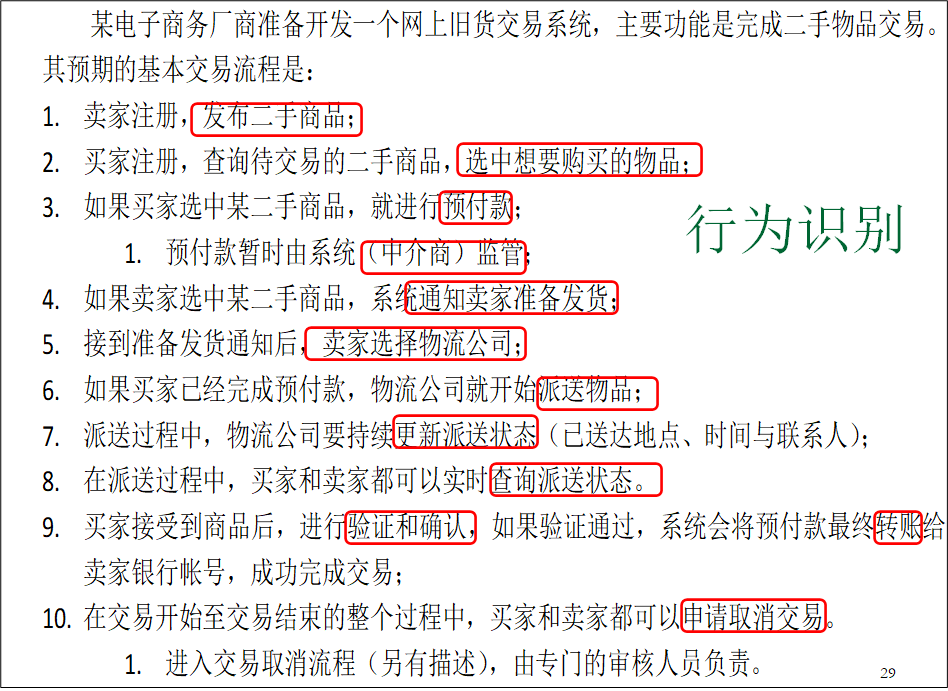 某电子商务厂商准备开发一个网上旧货交易系统，主要功能是完成二手物品交易。
其预期的基本交易流程是：
1. 卖家注册，发布二手商品；
2. 买家注册，查询待交易的二手商品，选中想要购买的物品；
3. 如果买家选中某二手商品，就进行预付款；
1. 预付款暂时由系统（中介商）监管；
行为识别
4. 如果卖家选中某二手商品，系统通知卖家准备发货；
5. 接到准备发货通知后，卖家选择物流公司；
6. 如果买家已经完成预付款，物流公司就开始派送物品；
7. 派送过程中，物流公司要持续更新派送状态（已送达地点、时间与联系人）；
8. 在派送过程中，买家和卖家都可以实时查询派送状态。
9. 买家接受到商品后，进行验证和确认，如果验证通过，系统会将预付款最终转账给
卖家银行帐号，成功完成交易；
10. 在交易开始至交易结束的整个过程中，买家和卖家都可以申请取消交易。
1. 进入交易取消流程（另有描述），由专门的审核人员负责。
29